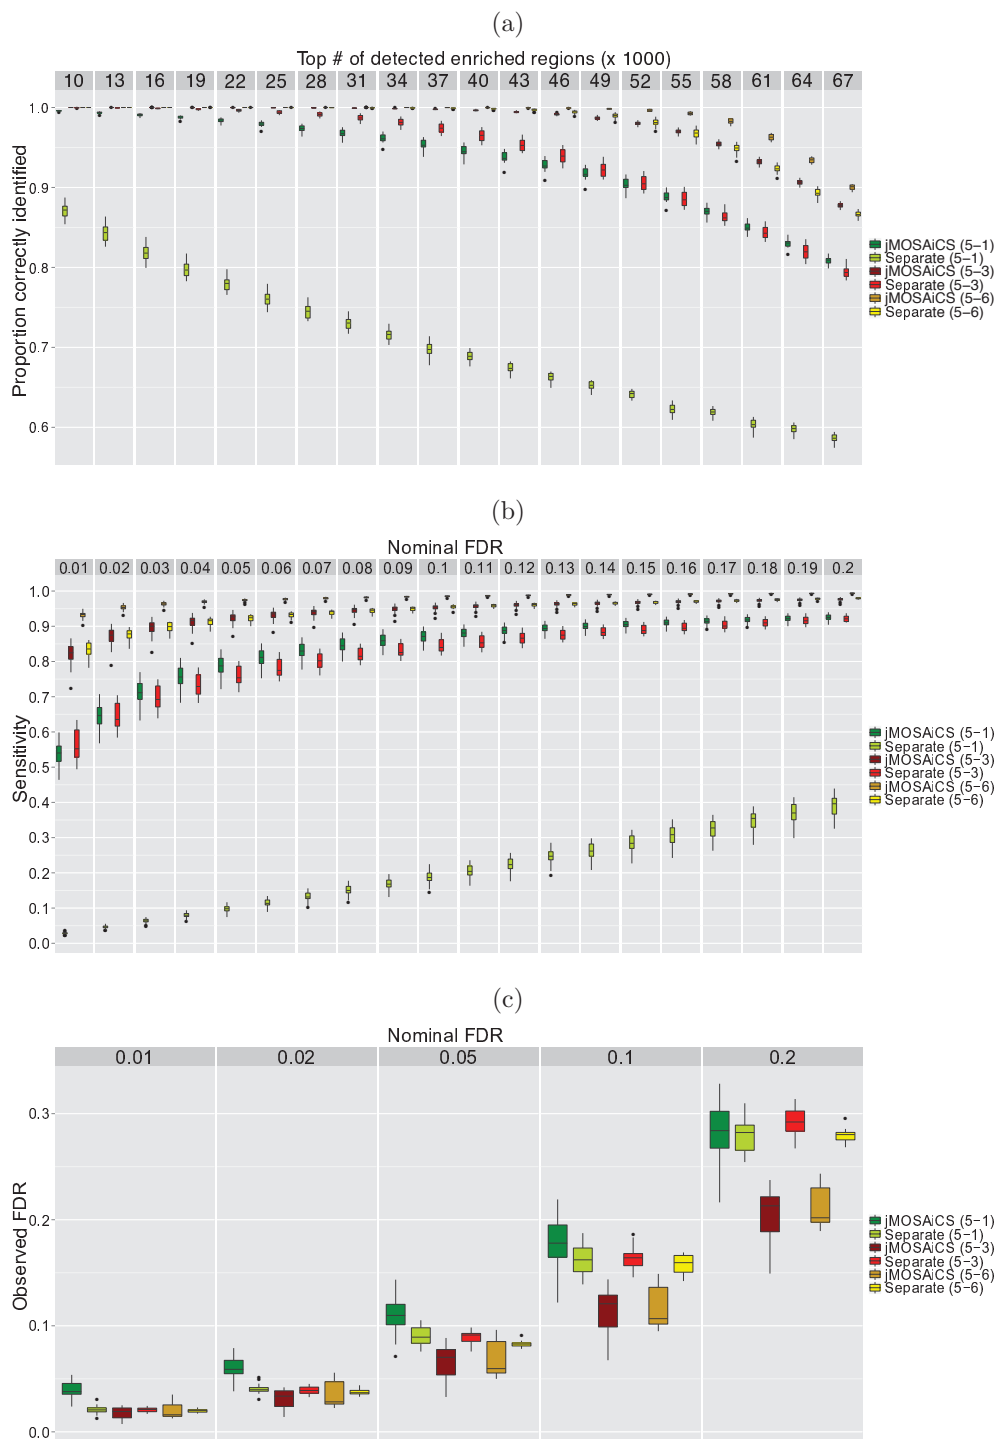 (a)
Top # of detected enriched regions (x 1000)
10 13 16 19 22 25 28 31 34 37 40 43 46 49 52 55 58 61 64 67
Proportion correctly identified
1.0
0.9
0.8
0.7
0.6
jMOSAiCS (5−1)
Separate (5−1)
jMOSAiCS (5−3)
Separate (5−3)
jMOSAiCS (5−6)
Separate (5−6)
(b)
Nominal FDR
0.01 0.02 0.03 0.04 0.05 0.06 0.07 0.08 0.09 0.1 0.11 0.12 0.13 0.14 0.15 0.16 0.17 0.18 0.19 0.2
Sensitivity
1.0
0.9
0.8
0.7
0.6
0.5
0.4
0.3
0.2
0.1
0.0
jMOSAiCS (5−1)
Separate (5−1)
jMOSAiCS (5−3)
Separate (5−3)
jMOSAiCS (5−6)
Separate (5−6)
(c)
Nominal FDR
0.01 0.02 0.05 0.1 0.2
Observed FDR
0.3
0.2
0.1
0.0
jMOSAiCS (5−1)
Separate (5−1)
jMOSAiCS (5−3)
Separate (5−3)
jMOSAiCS (5−6)
Separate (5−6)